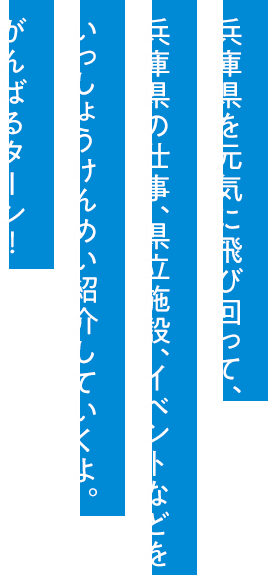 兵庫県を元気に飛び回って、
兵庫県の仕事、県立施設、イベントなどを
いっしょうけんめい紹介していくよ。
がんばるターン！